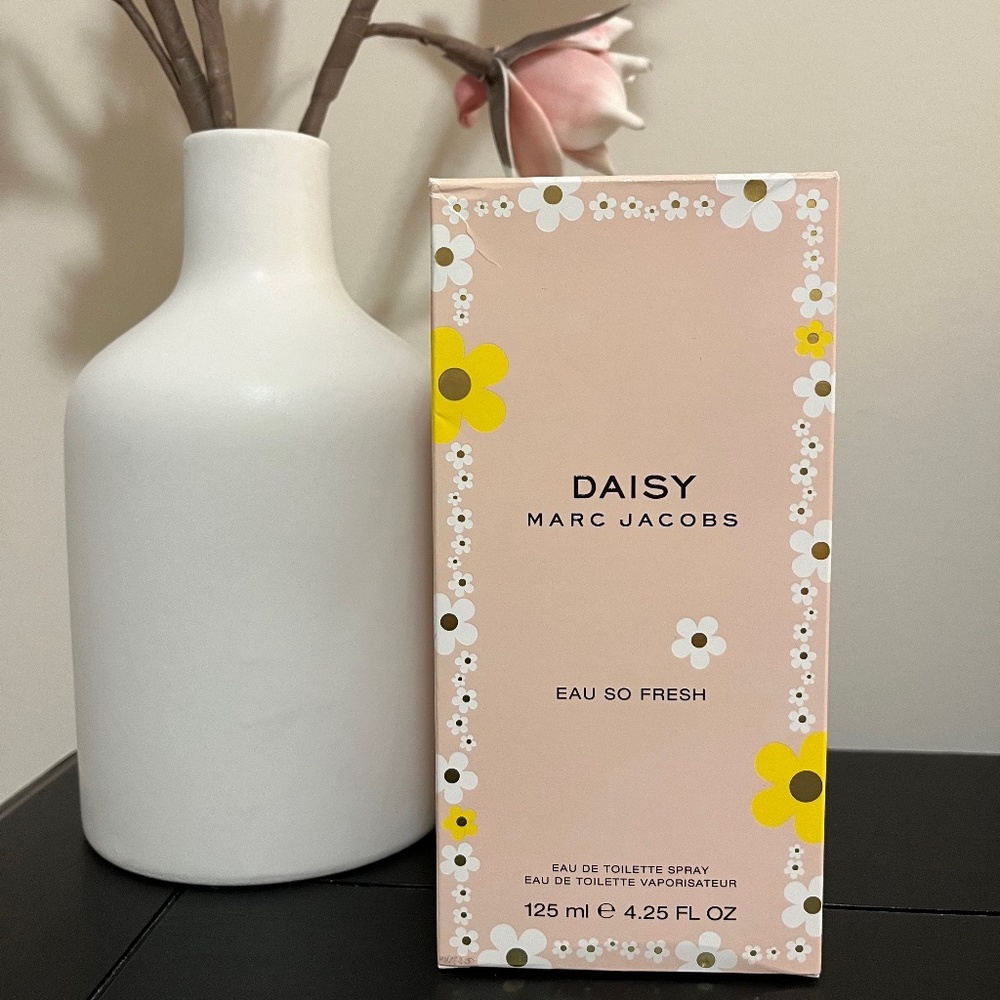 DAISY
MARC JACOBS
EAU SO FRESH
EAU DE TOILETTE SPRAY
EAU DE TOILETTE VAPORISATEUR
125 ml ℮ 4.25 FL OZ